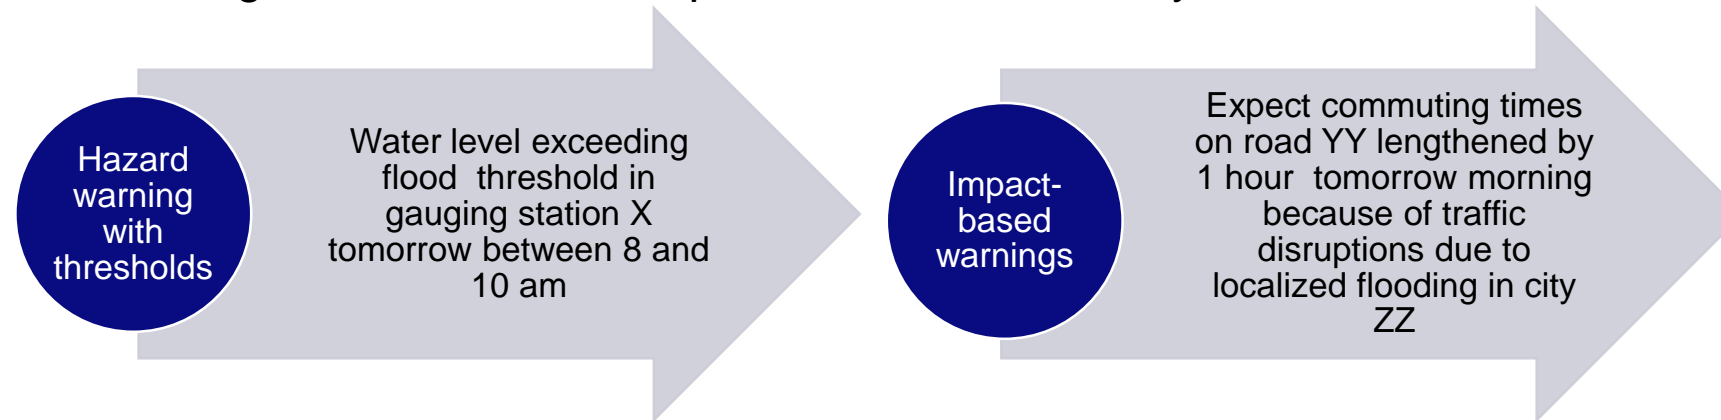 Hazard
warning
with
thresholds
Water level exceeding
flood threshold in
gauging station X
tomorrow between 8 and
10 am
Impact-
based
warnings
Expect commuting times
on road YY lengthened by
1 hour tomorrow morning
because of traffic
disruptions due to
localized flooding in city
ZZ